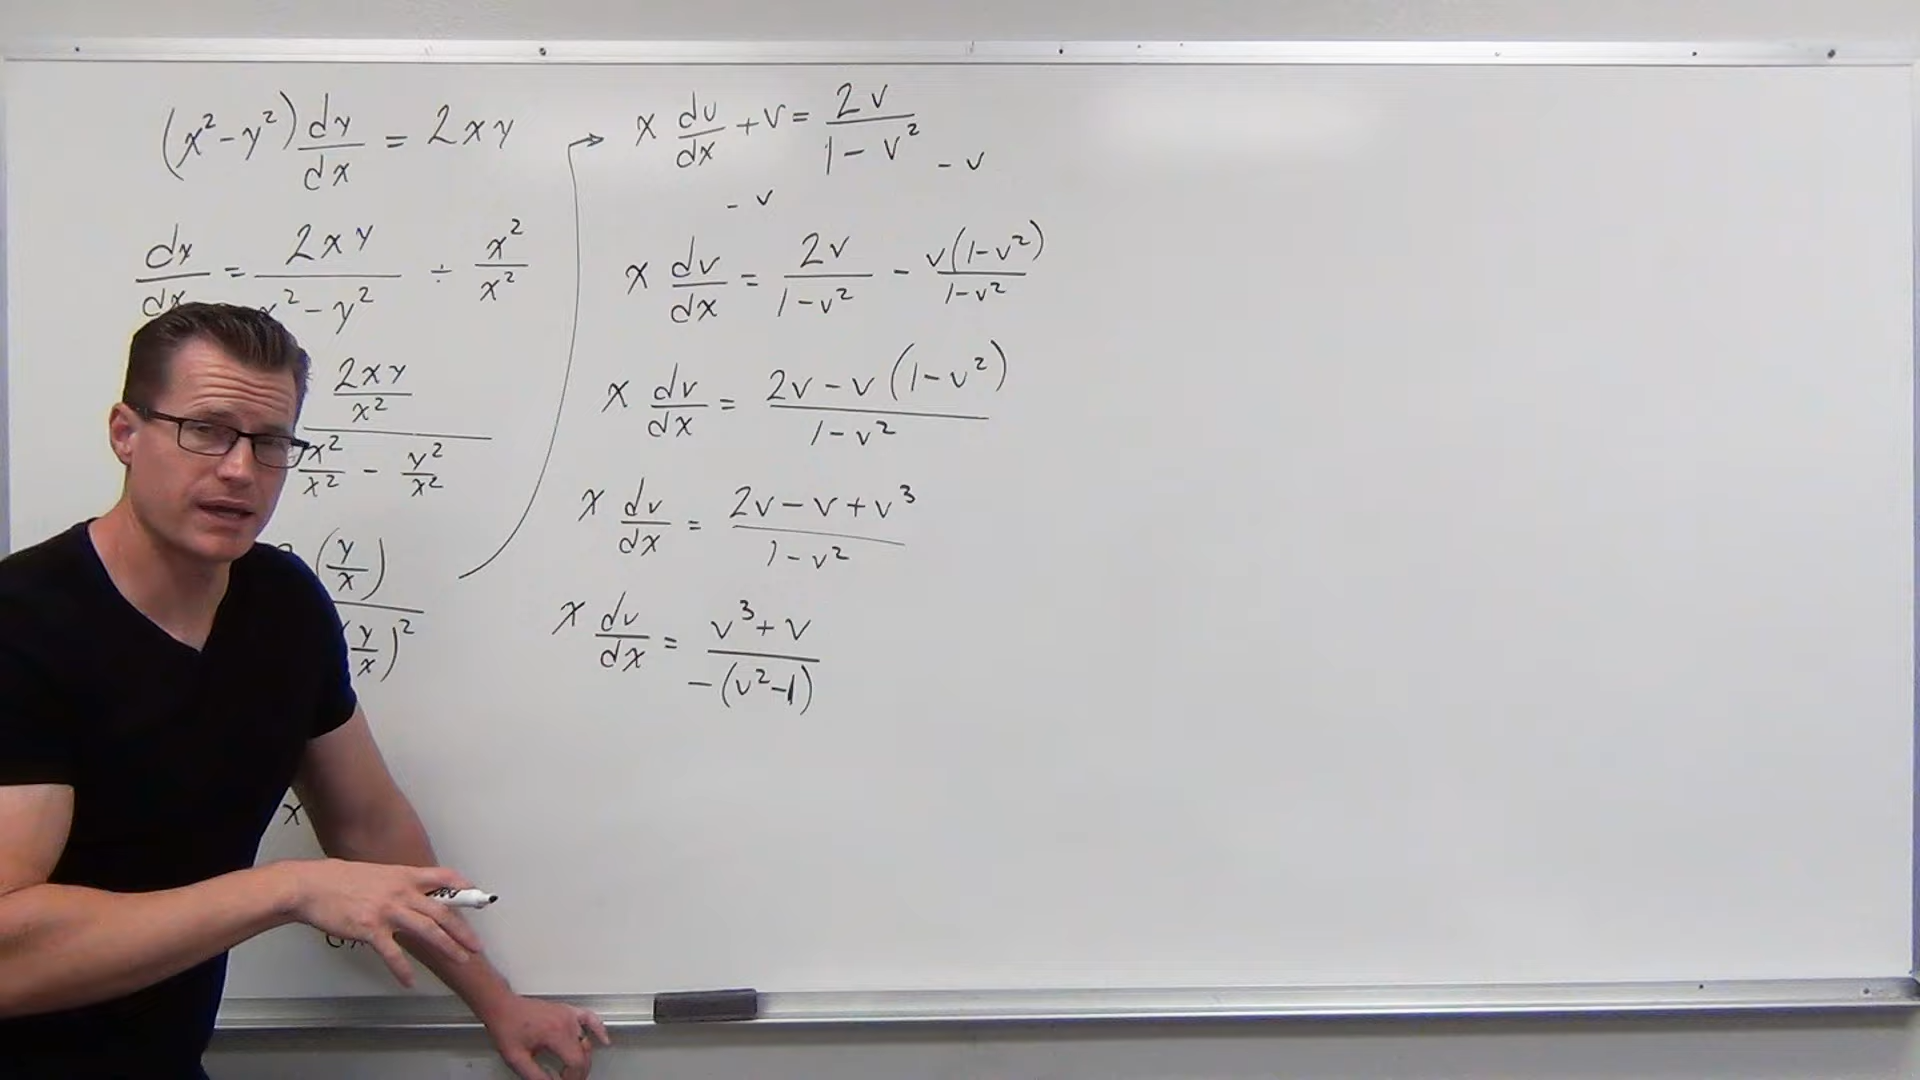 (x²-y²) dy/dx = 2xy
dy/dx = 2xy/x²-y² ÷ x²/x²
2xy/x² / x²/x² - y²/x²
(y/x) / (y/x)²
x
dx
x dv/dx + v = 2v/1-v² - v
- v
x dv/dx = 2v/1-v² - v(1-v²)/1-v²
x dv/dx = 2v-v(1-v²)/1-v²
x dv/dx = 2v-v+v³/1-v²
x dv/dx = v³+v/-(v²-1)